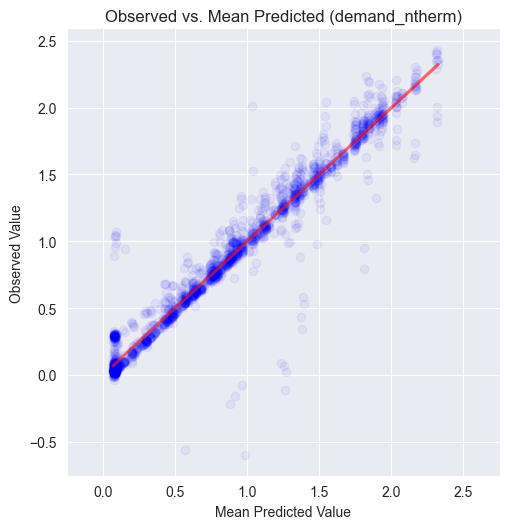 Observed vs. Mean Predicted (demand_ntherm)
2.5
2.0
1.5
1.0
0.5
0.0
−0.5
Observed Value
0.0 0.5 1.0 1.5 2.0 2.5
Mean Predicted Value